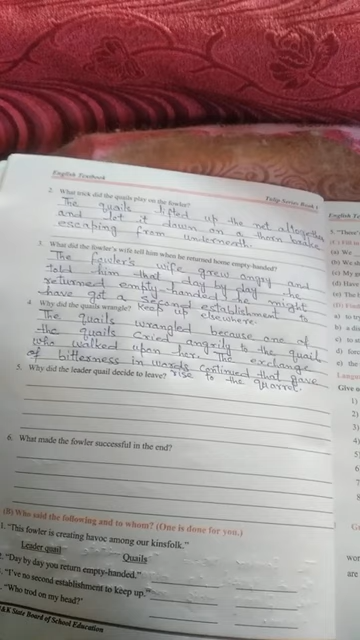 English Textbook
Tulip Series Book
2. What trick did the quails play on the fowler?
The quails lifted up the net altogether
and let it down on a thorn brake
escaping from underneath.
3. What did the fowler's wife tell him when he returned home empty-handed?
The fowler's wife grew angry and
told him that day by day he
returned empty-handed, he might
have got a second establishment to
keep up elsewhere.
4. Why did the quails wrangle?
The quails wrangled because one of
the quails cried angrily to the quail
who walked upon her. The exchange
of bitterness in words continued that gave
rise to the quarrel.
5. Why did the leader quail decide to leave?
6. What made the fowler successful in the end?
(B) Who said the following and to whom? (One is done for you.)
1. "This fowler is creating havoc among our kinsfolk."
Leader quail
Quails
"Day by day you return empty-handed."
"I've no second establishment to keep up."
"Who trod on my head?"
J&K State Board of School Education